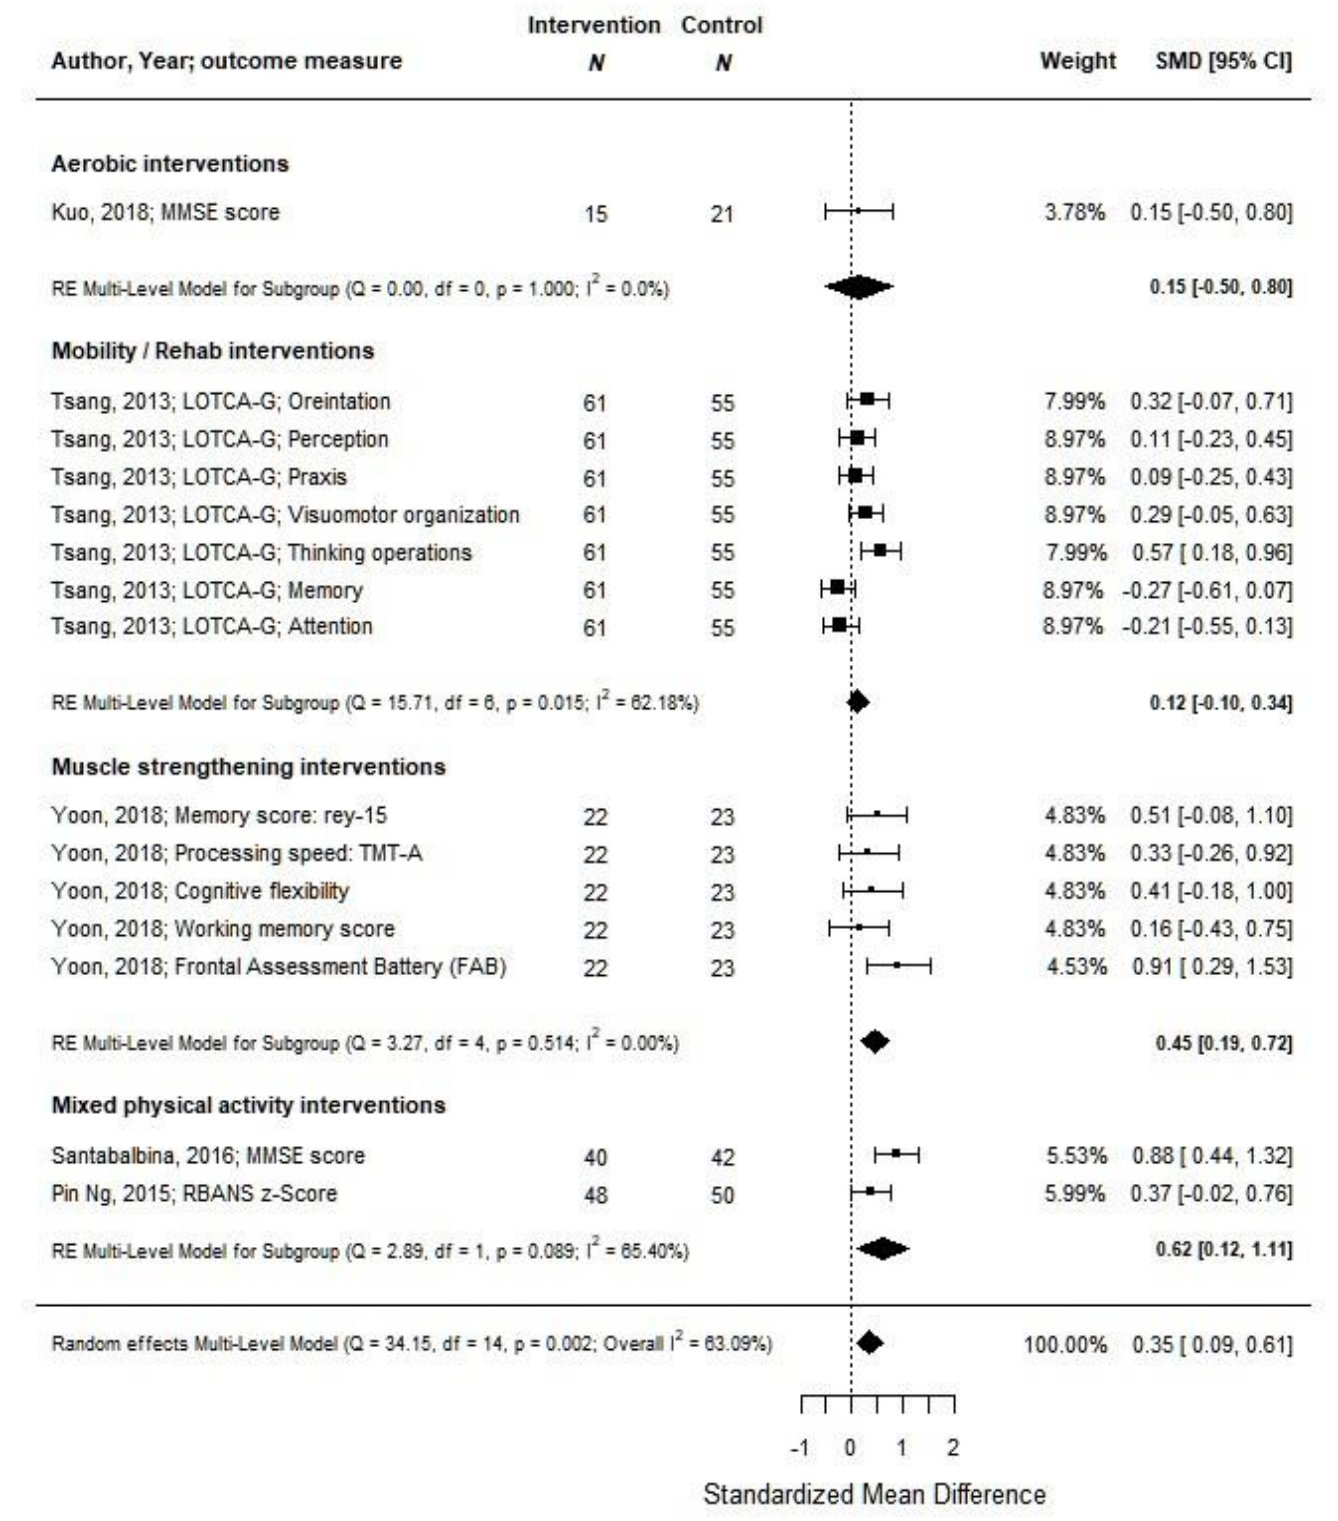 Intervention Control
Author, Year; outcome measure N N Weight SMD [95% CI]
Aerobic interventions
Kuo, 2018; MMSE score 15 21 3.78% 0.15 [-0.50, 0.80]
RE Multi-Level Model for Subgroup (Q = 0.00, df = 0, p = 1.000; I² = 0.0%) 0.15 [-0.50, 0.80]
Mobility / Rehab interventions
Tsang, 2013; LOTCA-G; Oreintation 61 55 7.99% 0.32 [-0.07, 0.71]
Tsang, 2013; LOTCA-G; Perception 61 55 8.97% 0.11 [-0.23, 0.45]
Tsang, 2013; LOTCA-G; Praxis 61 55 8.97% 0.09 [-0.25, 0.43]
Tsang, 2013; LOTCA-G; Visuomotor organization 61 55 8.97% 0.29 [-0.05, 0.63]
Tsang, 2013; LOTCA-G; Thinking operations 61 55 7.99% 0.57 [ 0.18, 0.96]
Tsang, 2013; LOTCA-G; Memory 61 55 8.97% -0.27 [-0.61, 0.07]
Tsang, 2013; LOTCA-G; Attention 61 55 8.97% -0.21 [-0.55, 0.13]
RE Multi-Level Model for Subgroup (Q = 15.71, df = 6, p = 0.015; I² = 62.18%) 0.12 [-0.10, 0.34]
Muscle strengthening interventions
Yoon, 2018; Memory score: rey-15 22 23 4.83% 0.51 [-0.08, 1.10]
Yoon, 2018; Processing speed: TMT-A 22 23 4.83% 0.33 [-0.26, 0.92]
Yoon, 2018; Cognitive flexibility 22 23 4.83% 0.41 [-0.18, 1.00]
Yoon, 2018; Working memory score 22 23 4.83% 0.16 [-0.43, 0.75]
Yoon, 2018; Frontal Assessment Battery (FAB) 22 23 4.53% 0.91 [ 0.29, 1.53]
RE Multi-Level Model for Subgroup (Q = 3.27, df = 4, p = 0.514; I² = 0.00%) 0.45 [0.19, 0.72]
Mixed physical activity interventions
Santabalbina, 2016; MMSE score 40 42 5.53% 0.88 [ 0.44, 1.32]
Pin Ng, 2015; RBANS z-Score 48 50 5.99% 0.37 [-0.02, 0.76]
RE Multi-Level Model for Subgroup (Q = 2.89, df = 1, p = 0.089; I² = 65.40%) 0.62 [0.12, 1.11]
Random effects Multi-Level Model (Q = 34.15, df = 14, p = 0.002; Overall I² = 63.09%) 100.00% 0.35 [ 0.09, 0.61]
-1 0 1 2
Standardized Mean Difference